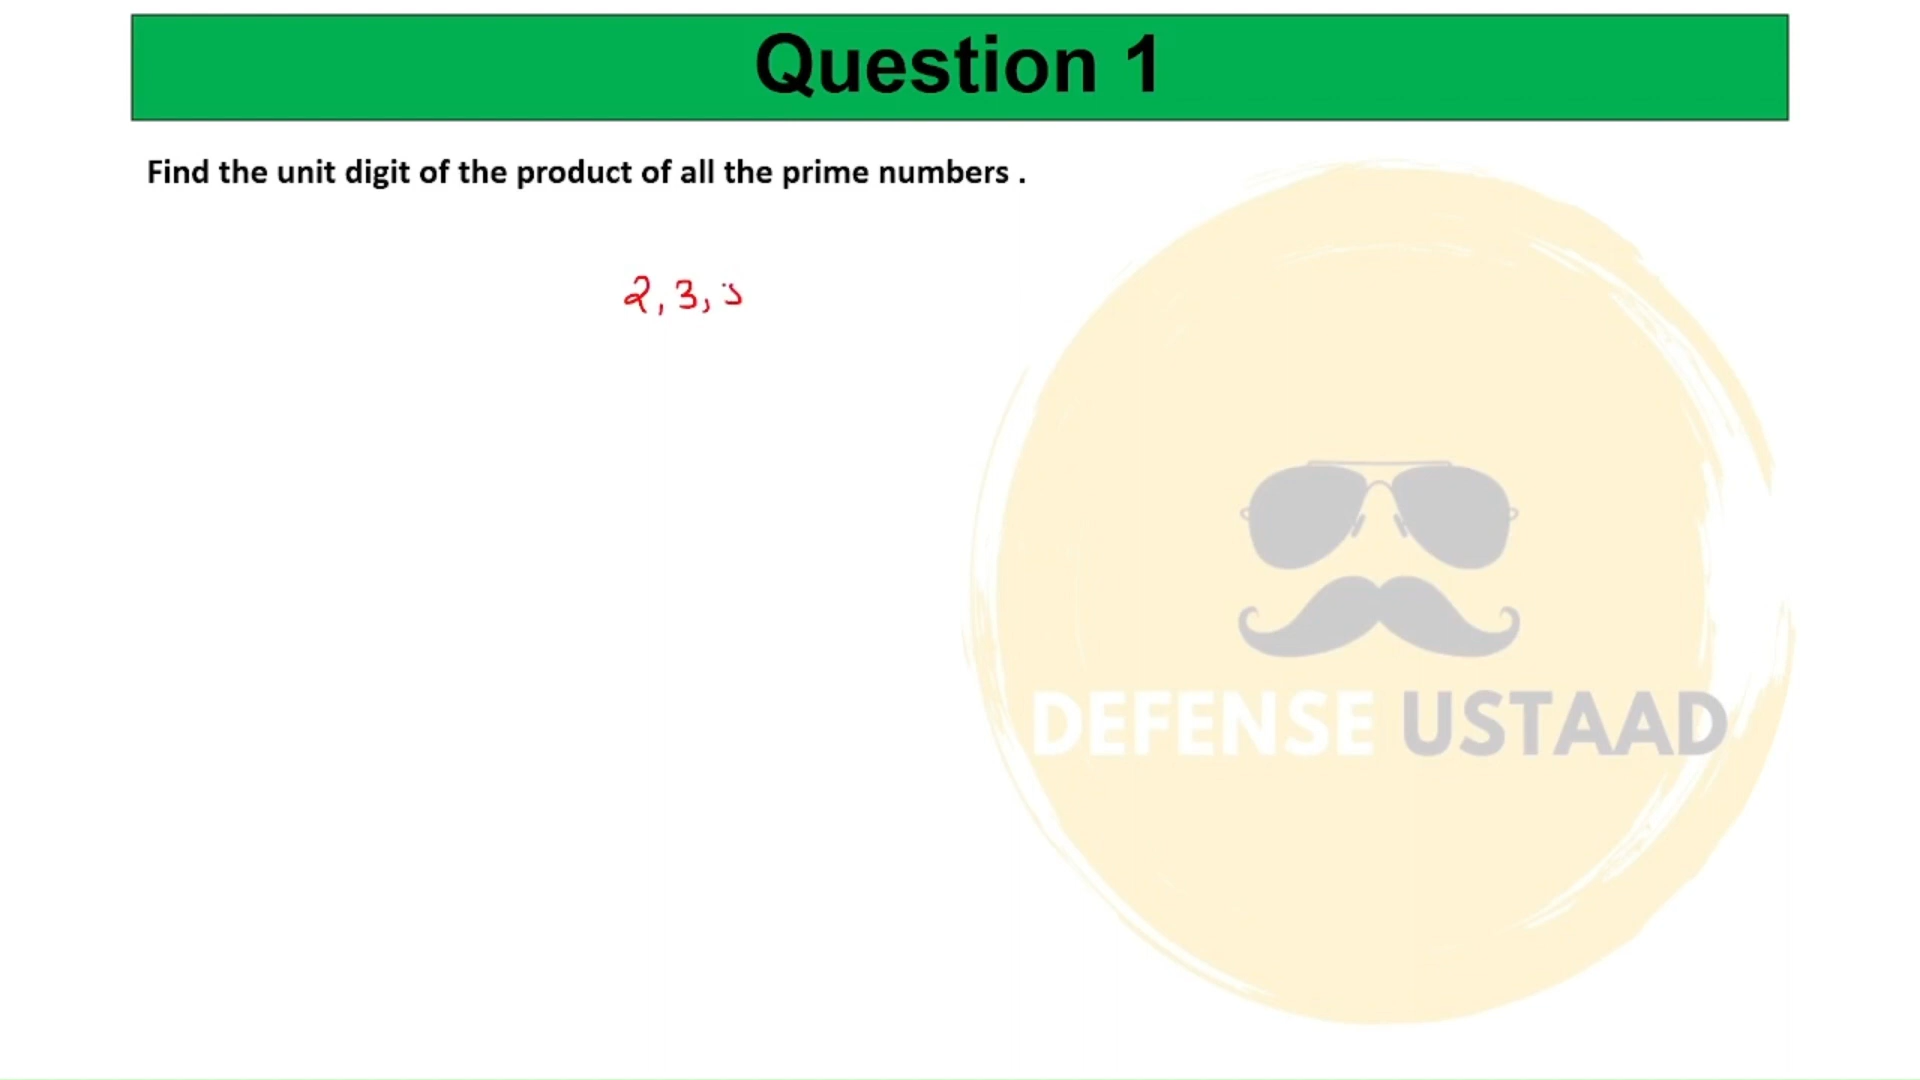 Question 1
Find the unit digit of the product of all the prime numbers .
2, 3,
DEFENSE USTAAD